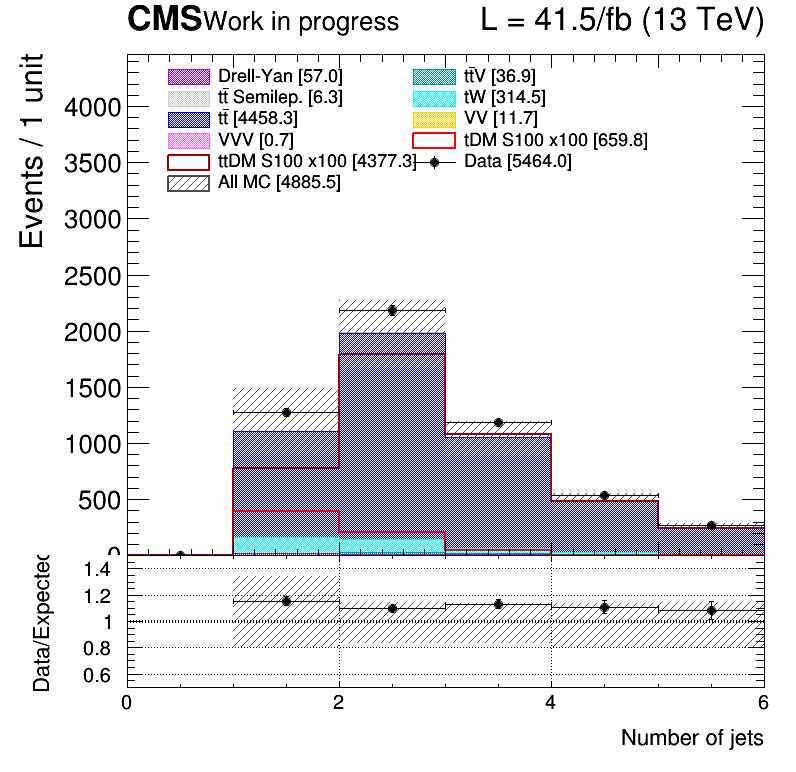 CMS Work in progress L = 41.5/fb (13 TeV)
Drell-Yan [57.0] tt̄V [36.9]
tt̄ Semilep. [6.3] tW [314.5]
tt̄ [4458.3] VV [11.7]
VVV [0.7] tDM S100 x100 [659.8]
ttDM S100 x100 [4377.3] Data [5464.0]
All MC [4885.5]
Events / 1 unit
4000
3500
3000
2500
2000
1500
1000
500
0
Data/Expected
1.4
1.2
1
0.8
0.6
0 2 4 6
Number of jets